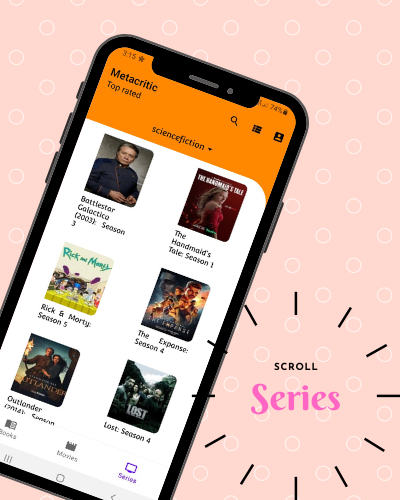 3:15
74%
Metacritic
Top rated
sciencefiction
THE HANDMAID'S TALE
Battlestar
Galactica
(2003): Season
3
The
Handmaid's
Tale: Season 1
Rick AND Morty
THE EXPANSE
Rick & Morty:
Season 5
The Expanse:
Season 4
OUTLANDER
LOST
Outlander
(2014): Season
Lost: Season 4
Books
Movies
Series
SCROLL
Series